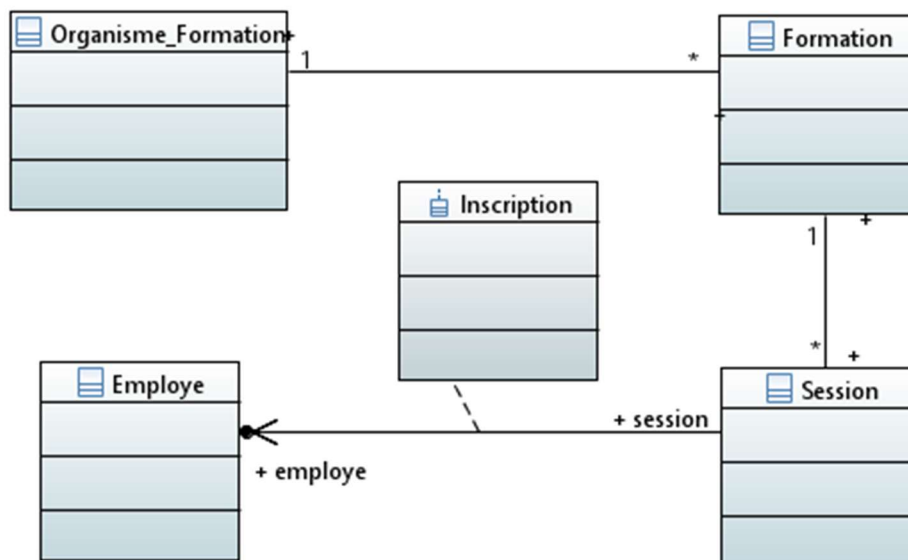 Organisme_Formation
+
Formation
1
*
+
Inscription
+
1
*
+
Employe
Session
+ session
+ employe